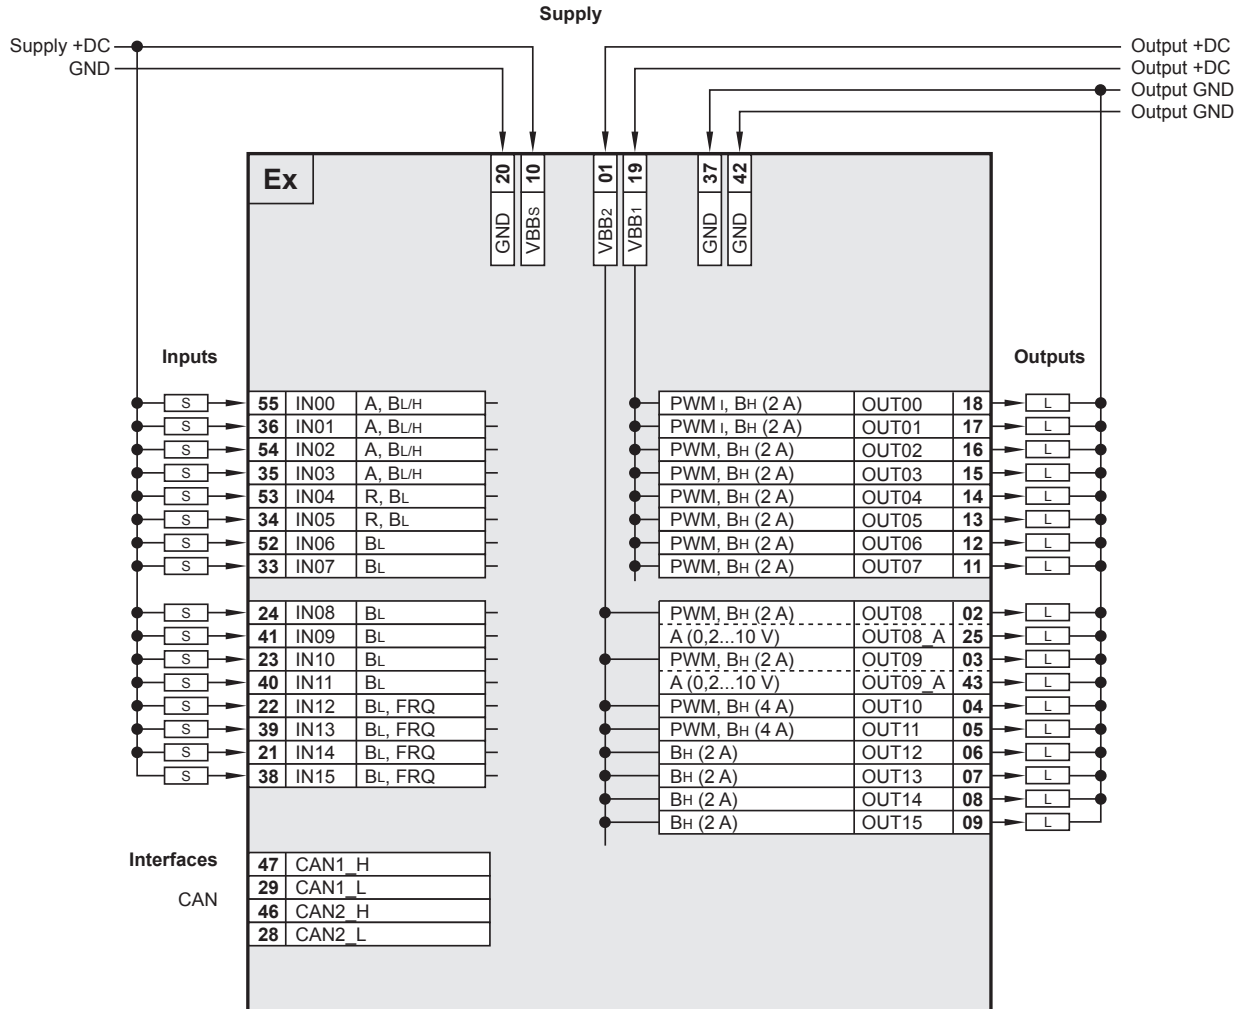 Supply
Supply +DC
GND
Output +DC
Output +DC
Output GND
Output GND
Ex
20 GND
10 VBBS
01 VBB2
19 VBB1
37 GND
42 GND
Inputs
Outputs
S 55 IN00 A, BL/H
PWM I, BH (2 A) OUT00 18 L
S 36 IN01 A, BL/H
PWM I, BH (2 A) OUT01 17 L
S 54 IN02 A, BL/H
PWM, BH (2 A) OUT02 16 L
S 35 IN03 A, BL/H
PWM, BH (2 A) OUT03 15 L
S 53 IN04 R, BL
PWM, BH (2 A) OUT04 14 L
S 34 IN05 R, BL
PWM, BH (2 A) OUT05 13 L
S 52 IN06 BL
PWM, BH (2 A) OUT06 12 L
S 33 IN07 BL
PWM, BH (2 A) OUT07 11 L
S 24 IN08 BL
PWM, BH (2 A) OUT08 02 L
S 41 IN09 BL
A (0,2...10 V) OUT08_A 25 L
S 23 IN10 BL
PWM, BH (2 A) OUT09 03 L
S 40 IN11 BL
A (0,2...10 V) OUT09_A 43 L
S 22 IN12 BL, FRQ
PWM, BH (4 A) OUT10 04 L
S 39 IN13 BL, FRQ
PWM, BH (4 A) OUT11 05 L
S 21 IN14 BL, FRQ
BH (2 A) OUT12 06 L
S 38 IN15 BL, FRQ
BH (2 A) OUT13 07 L
BH (2 A) OUT14 08 L
BH (2 A) OUT15 09 L
Interfaces
CAN
47 CAN1_H
29 CAN1_L
46 CAN2_H
28 CAN2_L